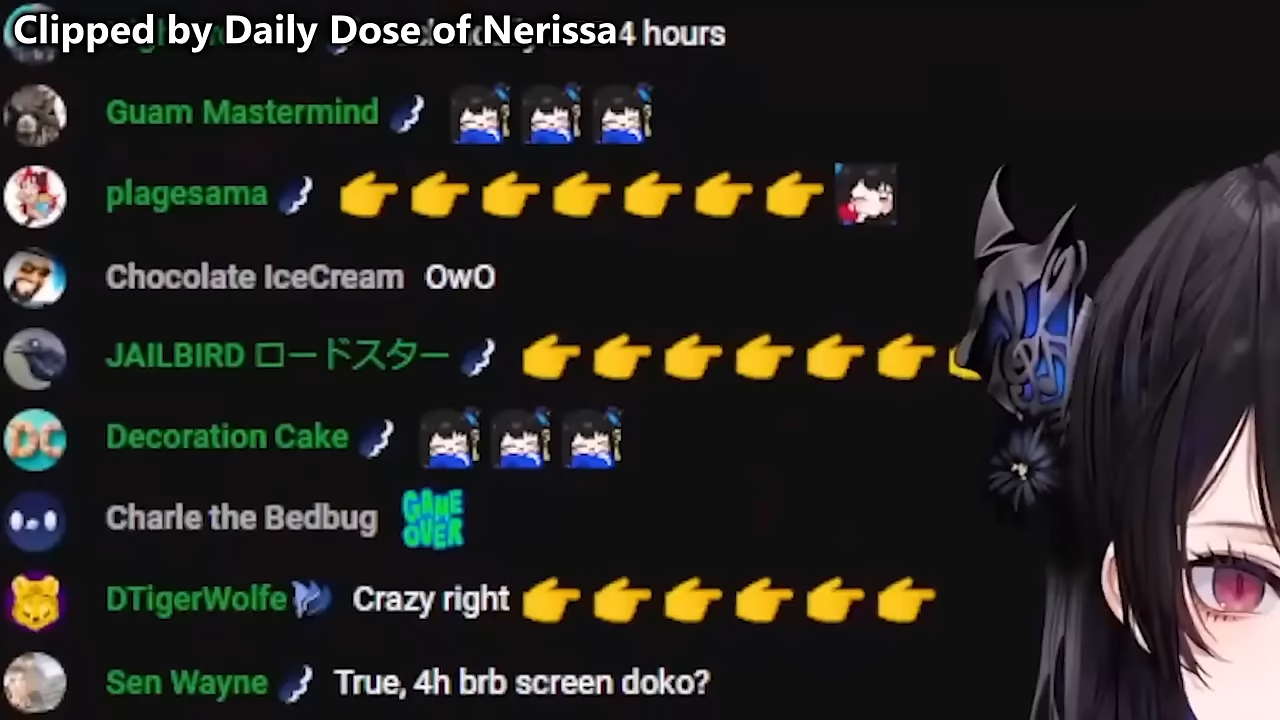 Clipped by Daily Dose of Nerissa 4 hours
Guam Mastermind
plagesama
Chocolate IceCream OwO
JAILBIRD ロードスター
Decoration Cake
Charle the Bedbug GAME OVER
DTigerWolfe Crazy right
Sen Wayne True, 4h brb screen doko?